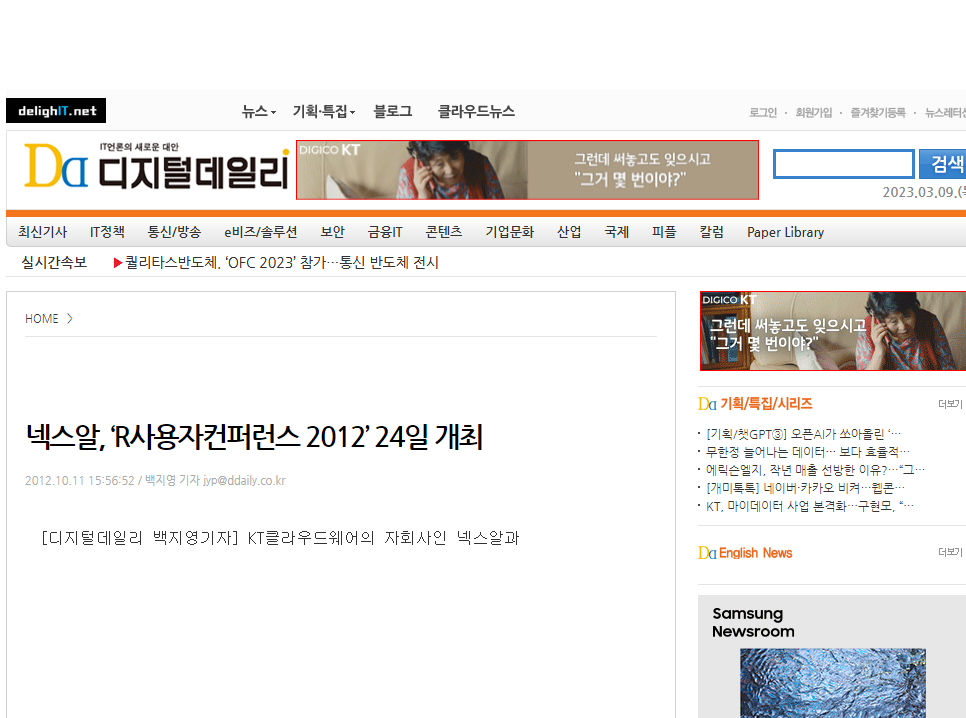 delighIT.net
뉴스 기획·특집 블로그 클라우드뉴스
로그인 · 회원가입 · 즐겨찾기등록 · 뉴스레터신
IT언론의 새로운 대안
디지털데일리
DIGICO KT
그런데 써놓고도 잊으시고
"그거 몇 번이야?"
검색
2023.03.09.(목
최신기사 IT정책 통신/방송 e비즈/솔루션 보안 금융IT 콘텐츠 기업문화 산업 국제 피플 칼럼 Paper Library
실시간속보 ▶퀄리타스반도체, ‘OFC 2023’ 참가…통신 반도체 전시
HOME 〉
넥스알, ‘R사용자컨퍼런스 2012’ 24일 개최
2012.10.11 15:56:52 / 백지영 기자 jyp@ddaily.co.kr
[디지털데일리 백지영기자] KT클라우드웨어의 자회사인 넥스알과
DIGICO KT
그런데 써놓고도 잊으시고
"그거 몇 번이야?"
기획/특집/시리즈 더보기
· [기획/챗GPT③] 오픈AI가 쏘아올린 ‘…
· 무한정 늘어나는 데이터… 보다 효율적…
· 에릭슨엘지, 작년 매출 선방한 이유?…“그…
· [개미톡톡] 네이버·카카오 비켜…웹콘…
· KT, 마이데이터 사업 본격화…구현모, “…
English News 더보기
Samsung
Newsroom